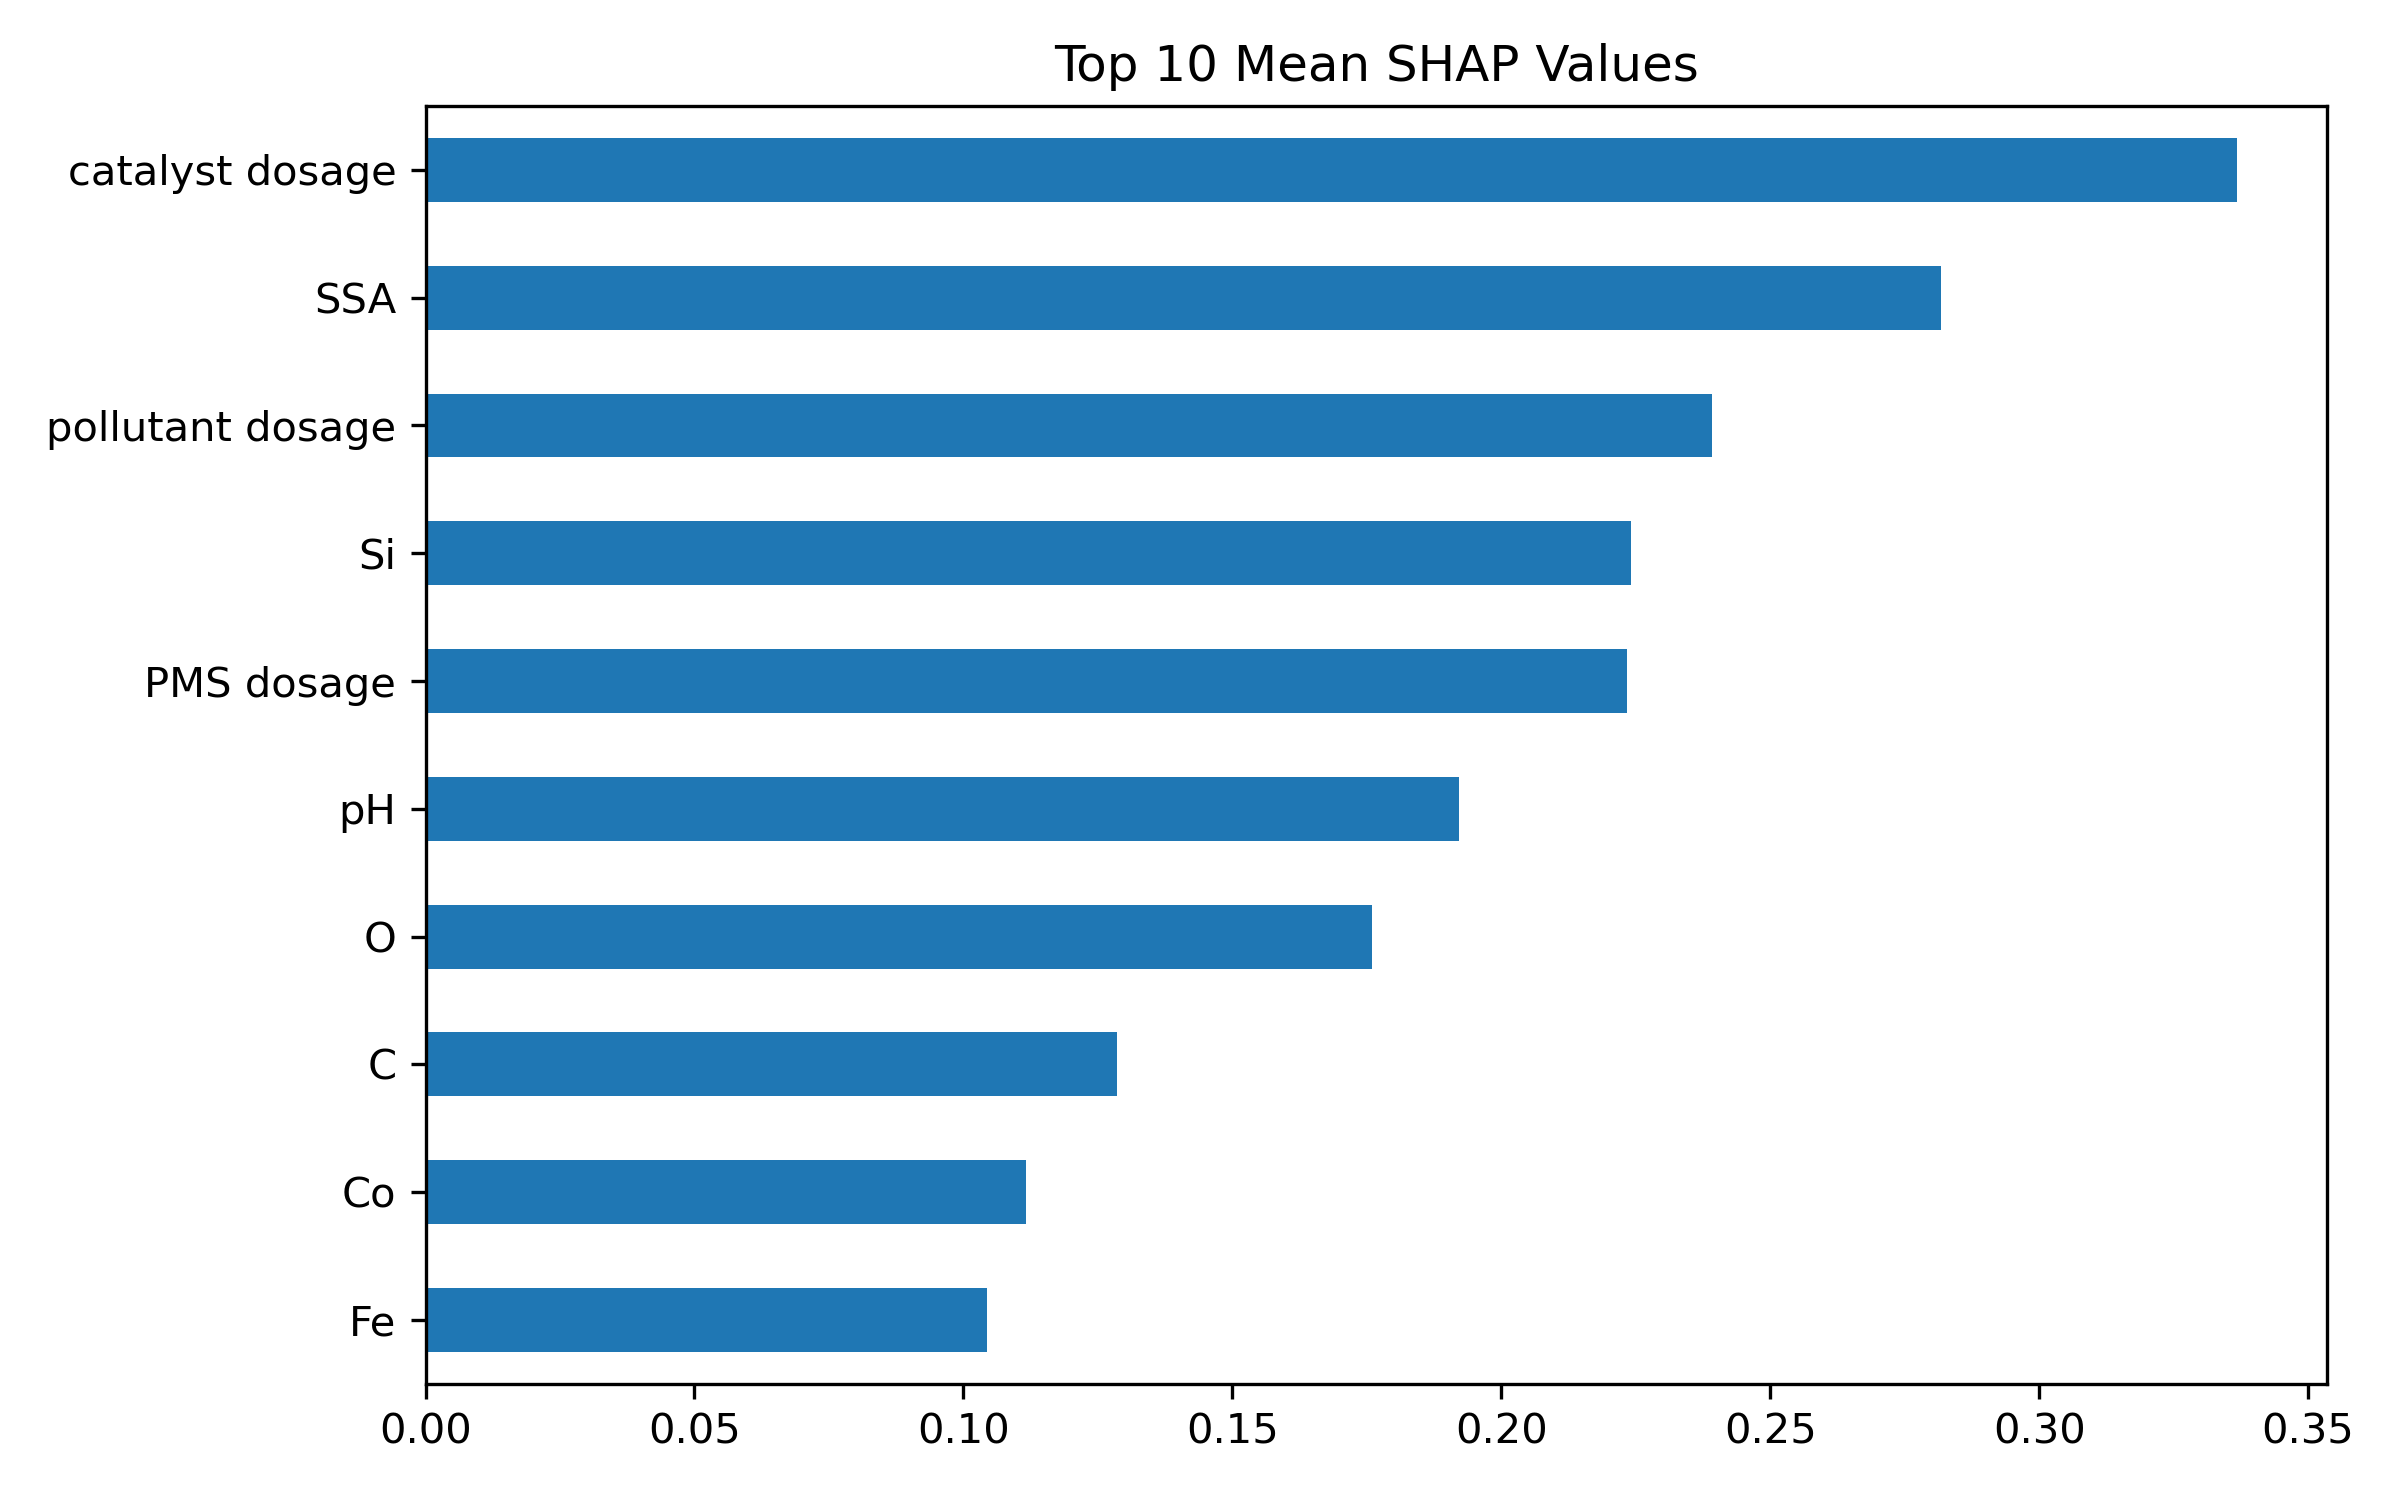 Top 10 Mean SHAP Values
catalyst dosage
SSA
pollutant dosage
Si
PMS dosage
pH
O
C
Co
Fe
0.00 0.05 0.10 0.15 0.20 0.25 0.30 0.35